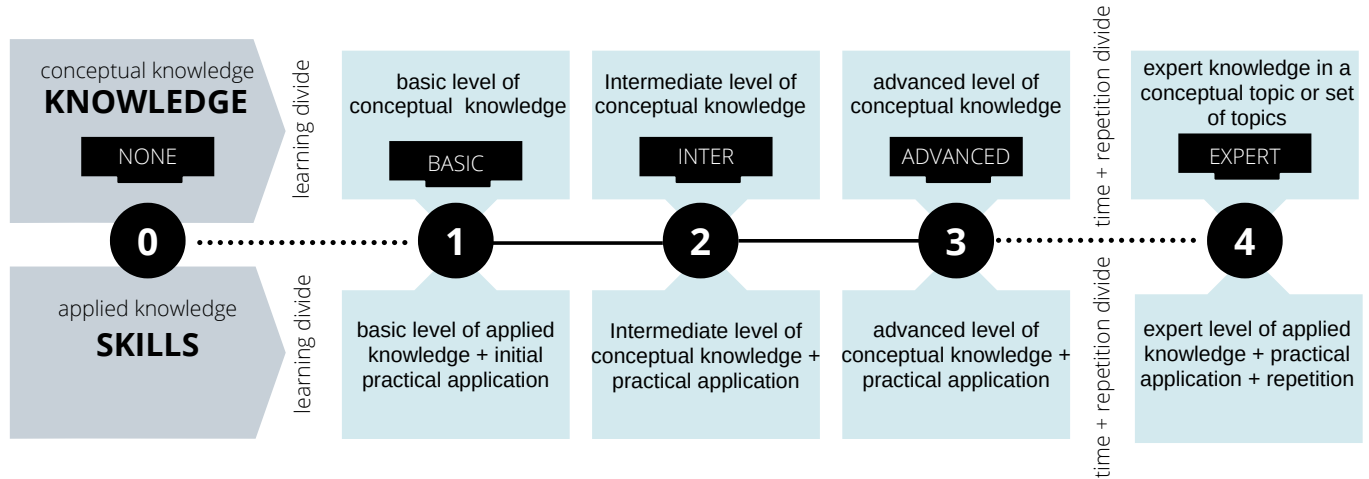 conceptual knowledge
KNOWLEDGE
NONE
learning divide
basic level of
conceptual knowledge
BASIC
Intermediate level of
conceptual knowledge
INTER
advanced level of
conceptual knowledge
ADVANCED
time + repetition divide
expert knowledge in a
conceptual topic or set
of topics
EXPERT
0
1
2
3
4
applied knowledge
SKILLS
learning divide
basic level of applied
knowledge + initial
practical application
Intermediate level of
conceptual knowledge +
practical application
advanced level of
conceptual knowledge +
practical application
time + repetition divide
expert level of applied
knowledge + practical
application + repetition